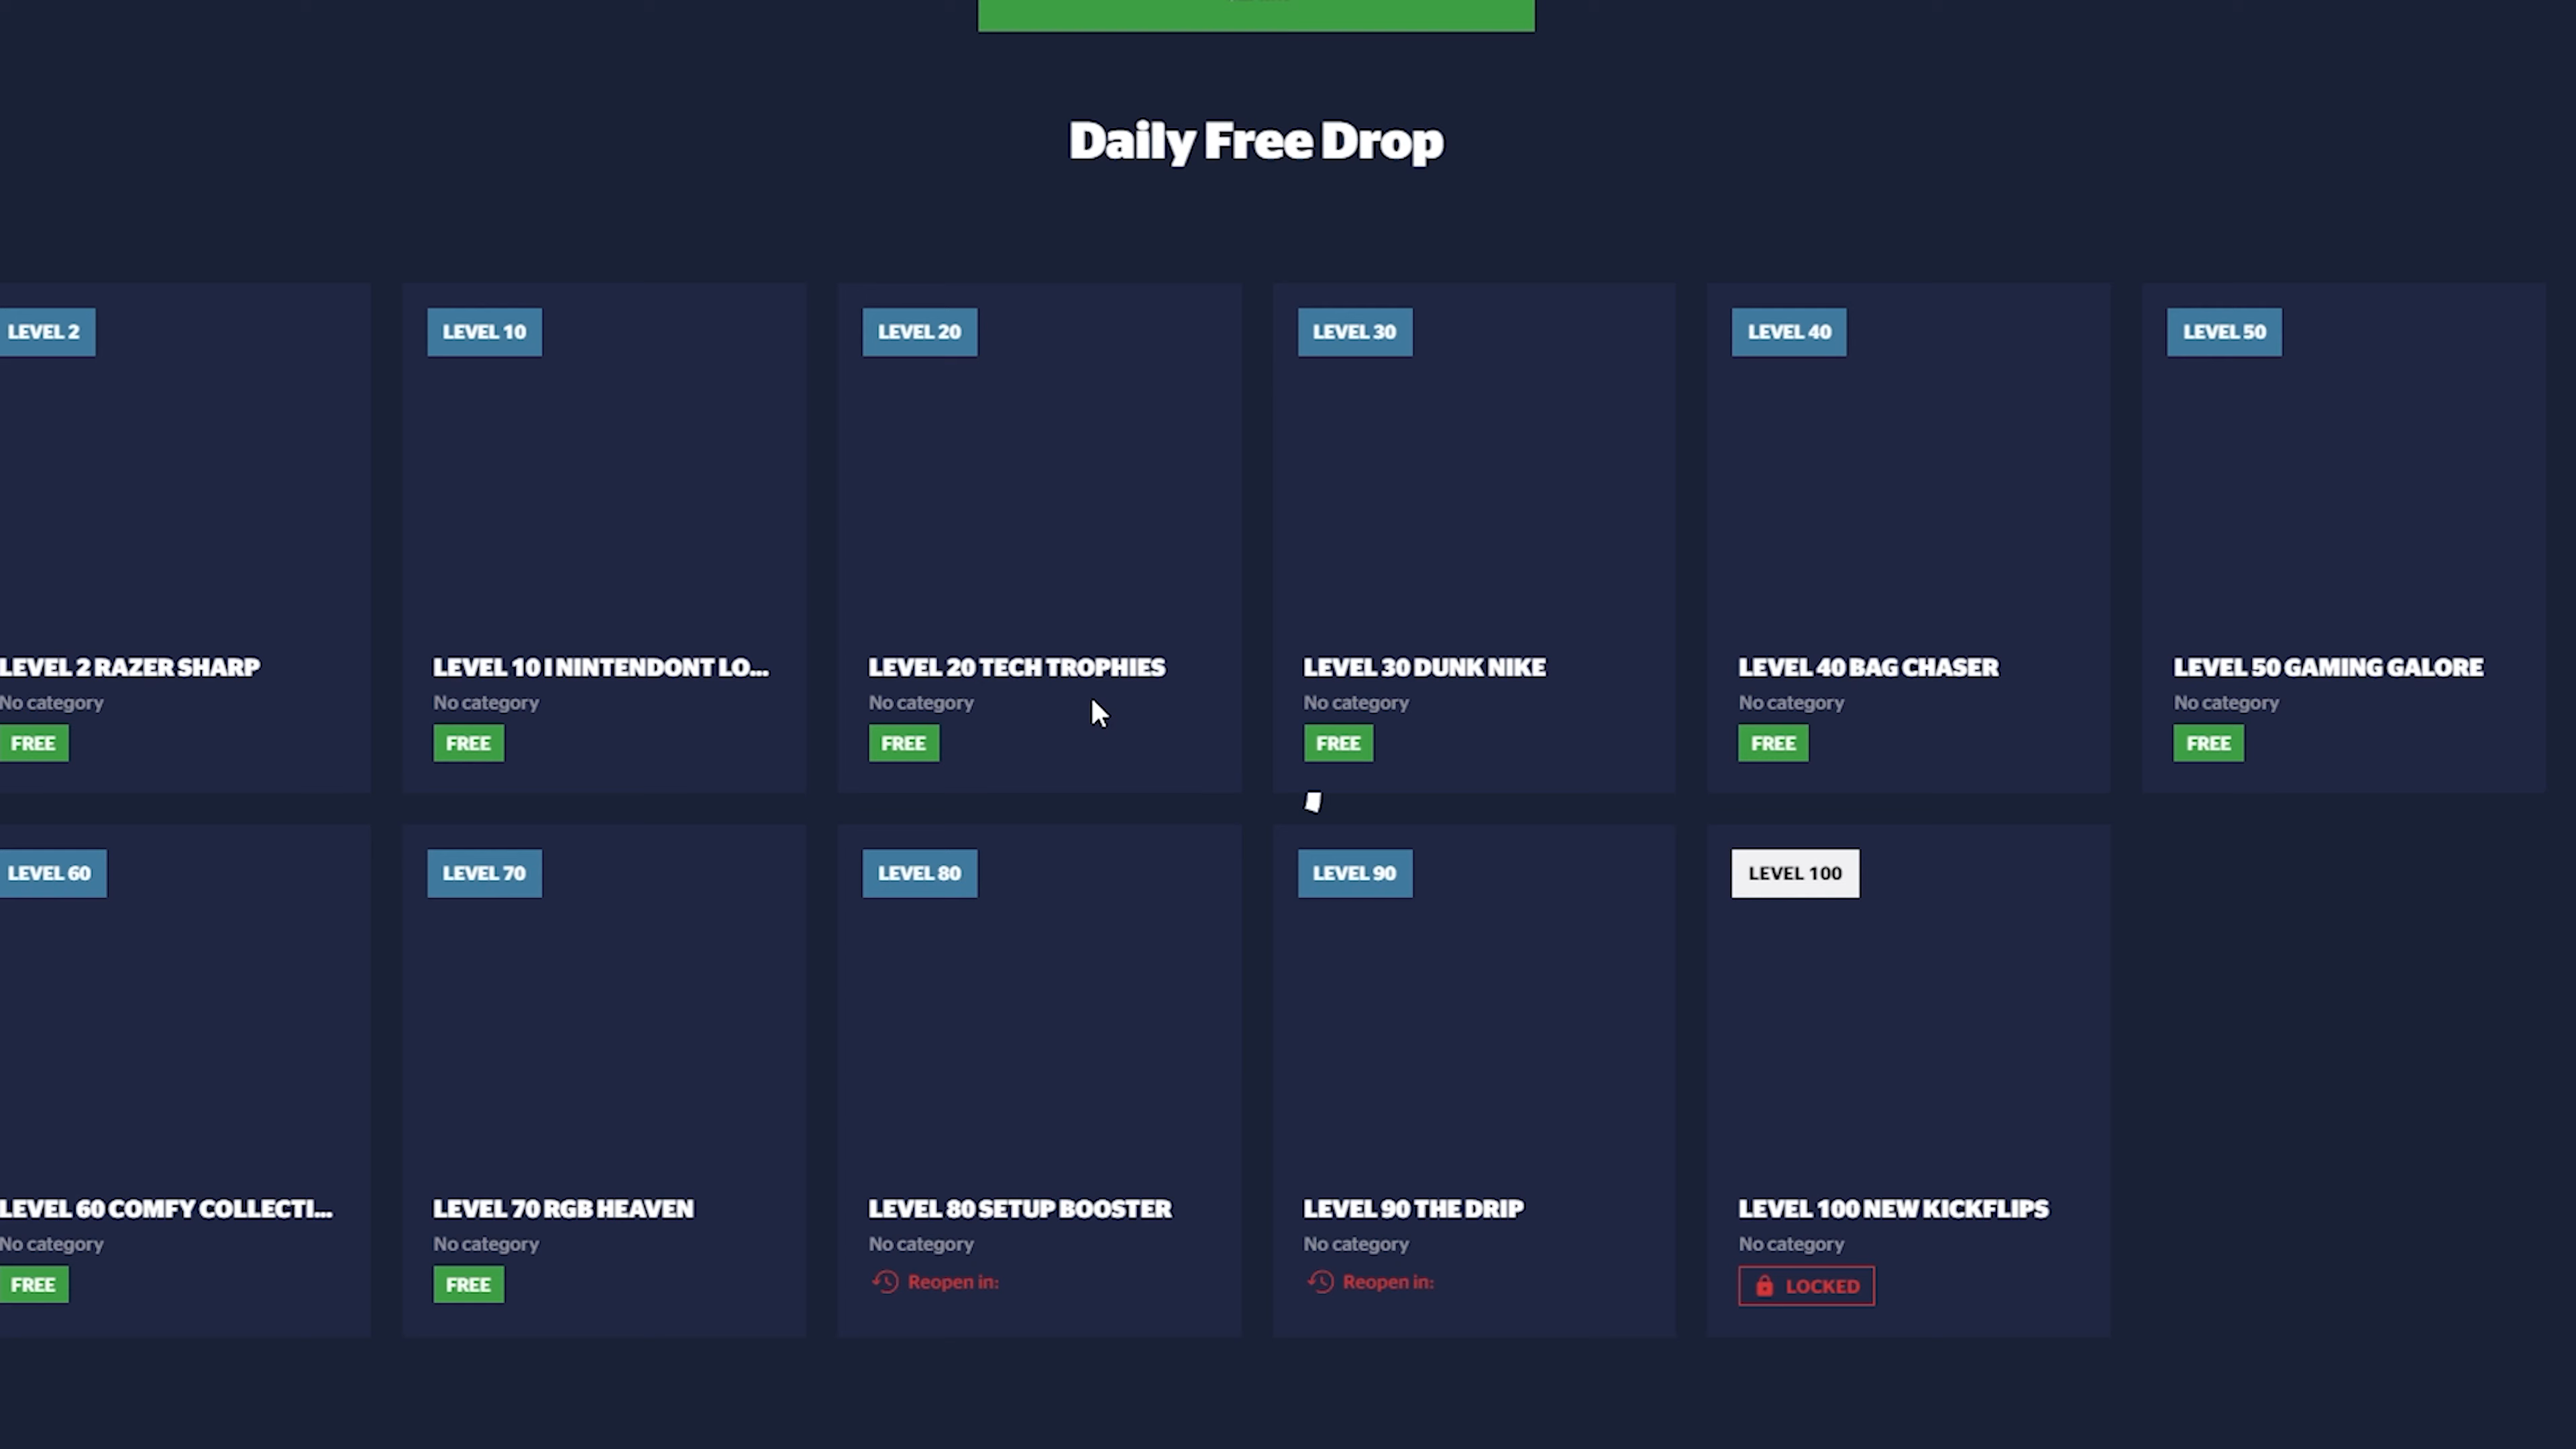 Daily Free Drop
LEVEL 2
LEVEL 10
LEVEL 20
LEVEL 30
LEVEL 40
LEVEL 50
LEVEL 2 RAZER SHARP
LEVEL 10 I NINTENDONT LO...
LEVEL 20 TECH TROPHIES
LEVEL 30 DUNK NIKE
LEVEL 40 BAG CHASER
LEVEL 50 GAMING GALORE
No category
No category
No category
No category
No category
No category
FREE
FREE
FREE
FREE
FREE
FREE
LEVEL 60
LEVEL 70
LEVEL 80
LEVEL 90
LEVEL 100
LEVEL 60 COMFY COLLECTI...
LEVEL 70 RGB HEAVEN
LEVEL 80 SETUP BOOSTER
LEVEL 90 THE DRIP
LEVEL 100 NEW KICKFLIPS
No category
No category
No category
No category
No category
FREE
FREE
Reopen in:
Reopen in:
LOCKED